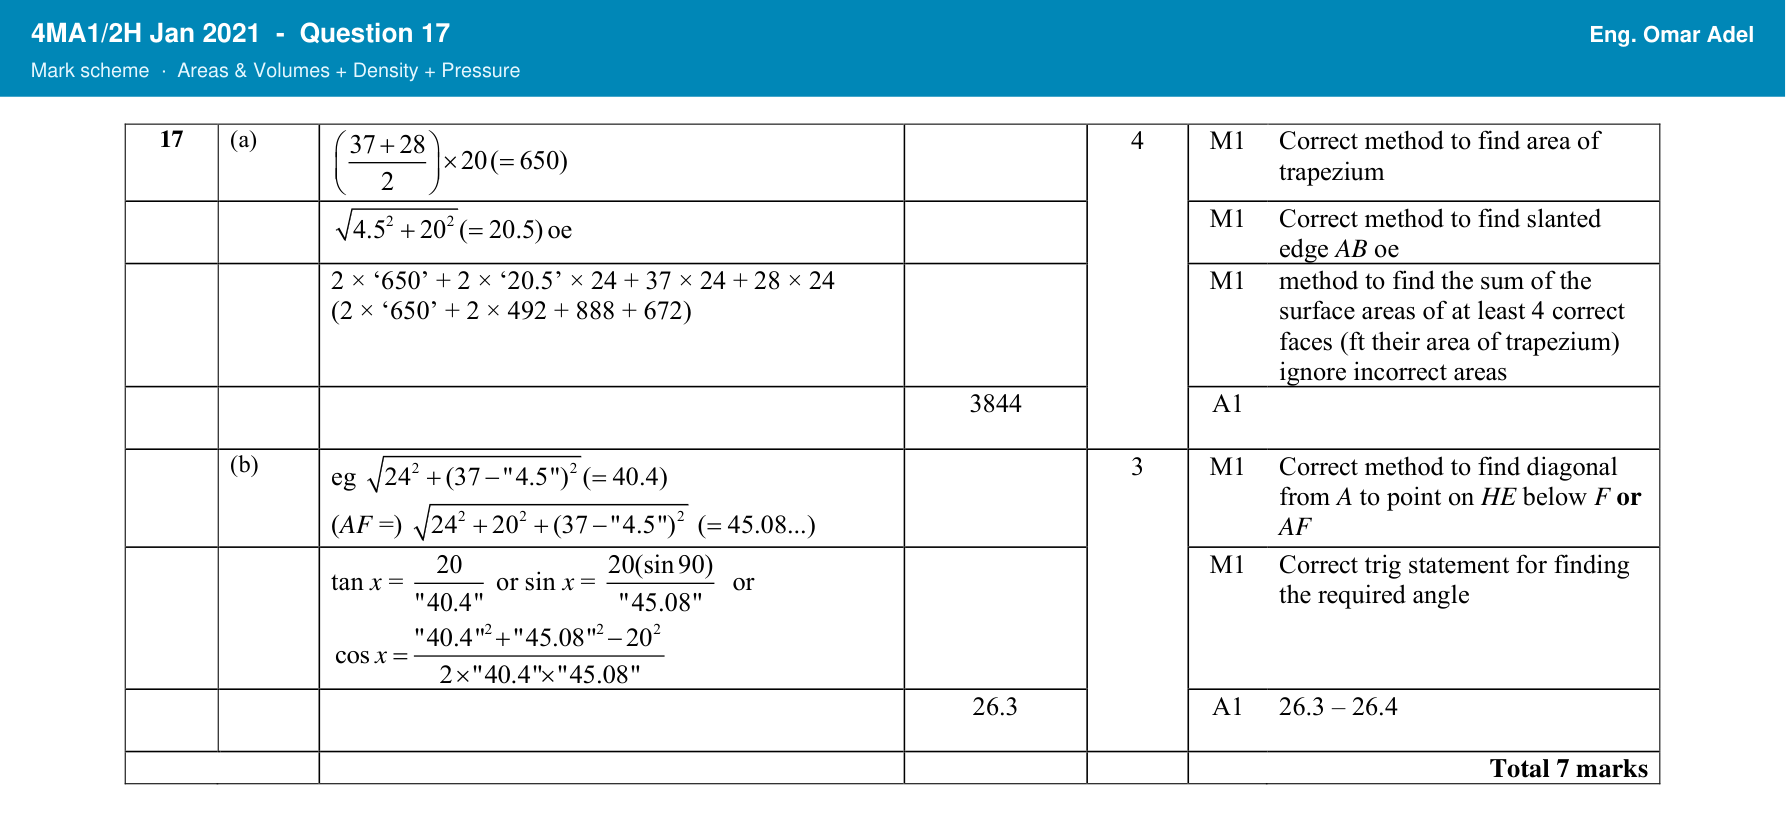 4MA1/2H Jan 2021 - Question 17
Eng. Omar Adel
Mark scheme · Areas & Volumes + Density + Pressure
17 (a) ((37 + 28)/2) × 20 (= 650) 4 M1 Correct method to find area of
trapezium
√(4.5² + 20²) (= 20.5) oe M1 Correct method to find slanted
edge AB oe
2 × ‘650’ + 2 × ‘20.5’ × 24 + 37 × 24 + 28 × 24 M1 method to find the sum of the
(2 × ‘650’ + 2 × 492 + 888 + 672) surface areas of at least 4 correct
faces (ft their area of trapezium)
ignore incorrect areas
3844 A1
(b) eg √(24² + (37 – "4.5")²) (= 40.4) 3 M1 Correct method to find diagonal
from A to point on HE below F or
(AF =) √(24² + 20² + (37 – "4.5")²) (= 45.08...) AF
tan x = 20/"40.4" or sin x = 20(sin 90)/"45.08" or M1 Correct trig statement for finding
the required angle
cos x = ("40.4"² + "45.08"² – 20²)/(2 × "40.4" × "45.08")
26.3 A1 26.3 – 26.4
Total 7 marks